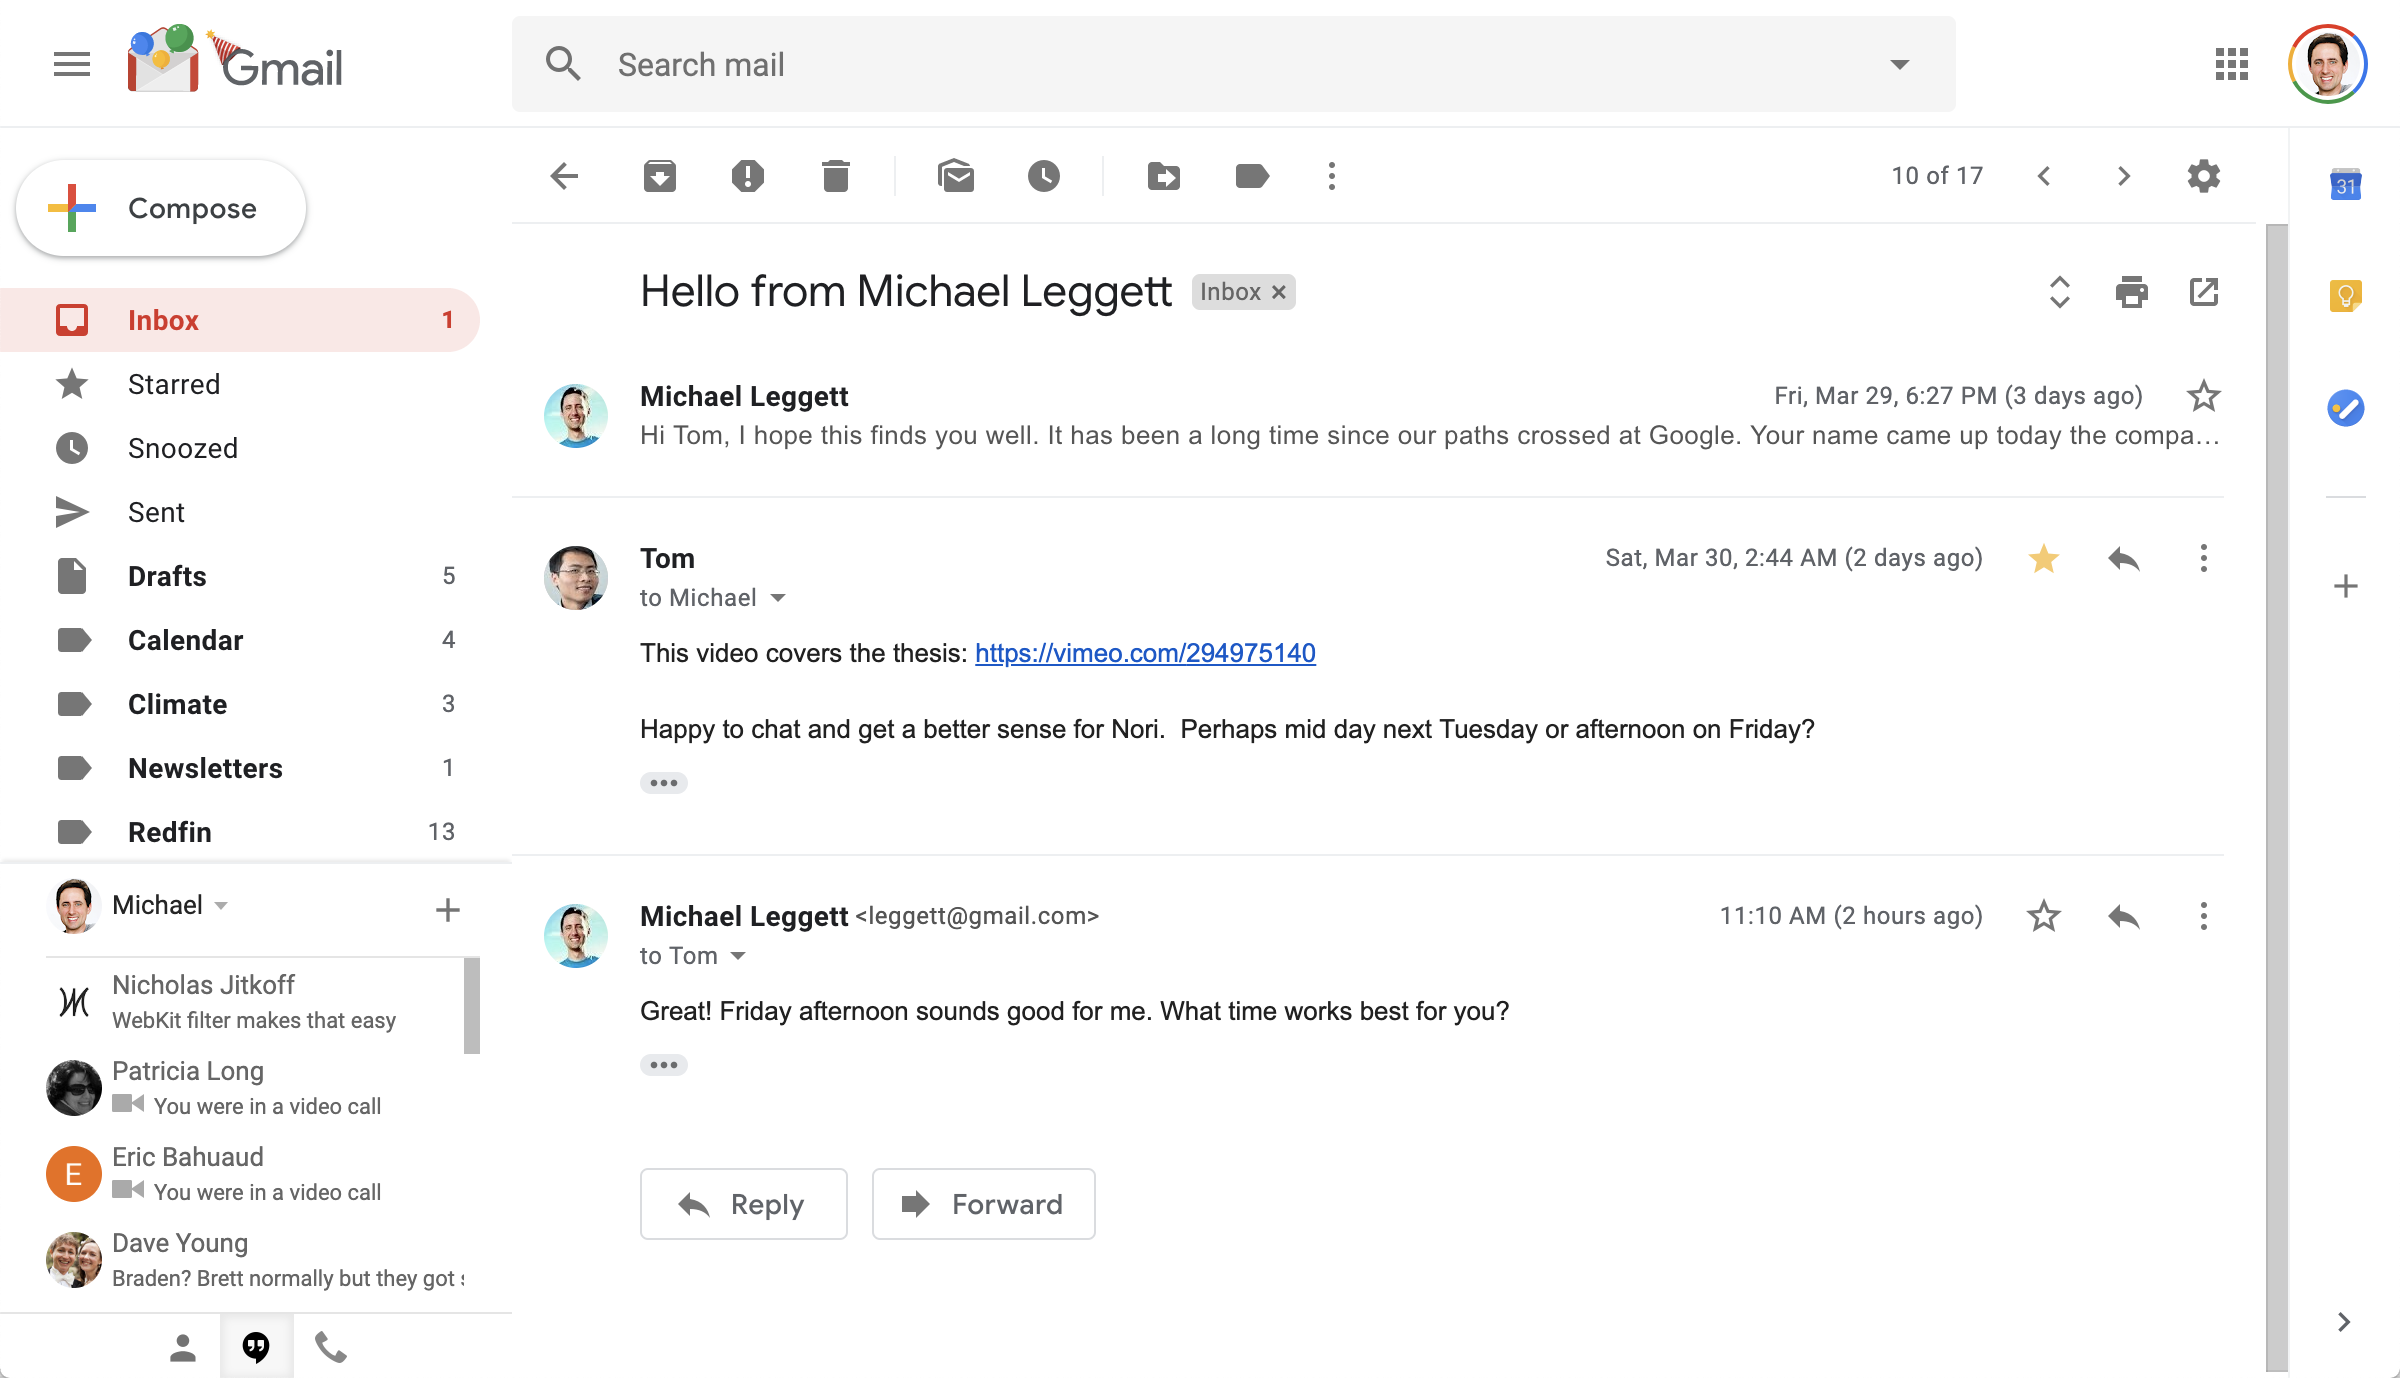 Gmail
Search mail
Compose
10 of 17
31
Inbox 1
Starred
Snoozed
Sent
Drafts 5
Calendar 4
Climate 3
Newsletters 1
Redfin 13
Michael
Nicholas Jitkoff
WebKit filter makes that easy
Patricia Long
You were in a video call
E
Eric Bahuaud
You were in a video call
Dave Young
Braden? Brett normally but they got
Hello from Michael Leggett Inbox ×
Michael Leggett Fri, Mar 29, 6:27 PM (3 days ago)
Hi Tom, I hope this finds you well. It has been a long time since our paths crossed at Google. Your name came up today the compa...
Tom Sat, Mar 30, 2:44 AM (2 days ago)
to Michael
This video covers the thesis: https://vimeo.com/294975140
Happy to chat and get a better sense for Nori.  Perhaps mid day next Tuesday or afternoon on Friday?
Michael Leggett <leggett@gmail.com> 11:10 AM (2 hours ago)
to Tom
Great! Friday afternoon sounds good for me. What time works best for you?
Reply Forward